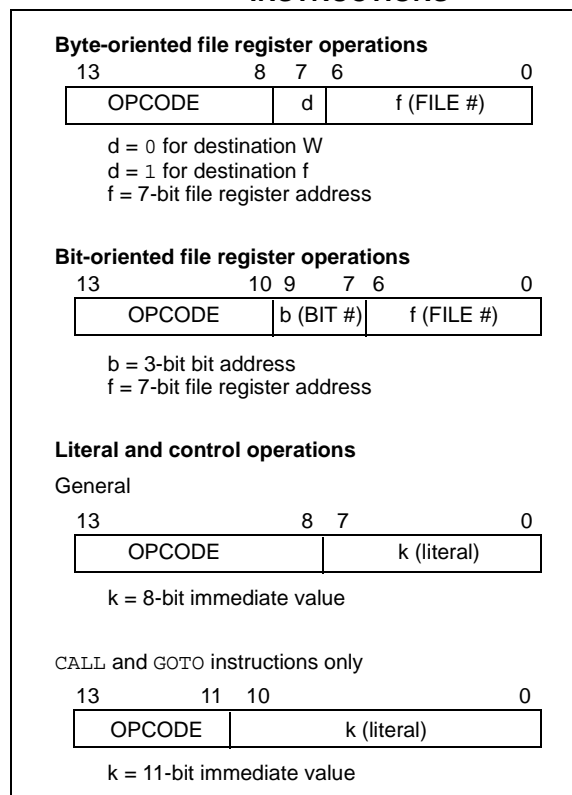 INSTRUCTIONS
Byte-oriented file register operations
13 8 7 6 0
OPCODE d f (FILE #)
d = 0 for destination W
d = 1 for destination f
f = 7-bit file register address
Bit-oriented file register operations
13 10 9 7 6 0
OPCODE b (BIT #) f (FILE #)
b = 3-bit bit address
f = 7-bit file register address
Literal and control operations
General
13 8 7 0
OPCODE k (literal)
k = 8-bit immediate value
CALL and GOTO instructions only
13 11 10 0
OPCODE k (literal)
k = 11-bit immediate value